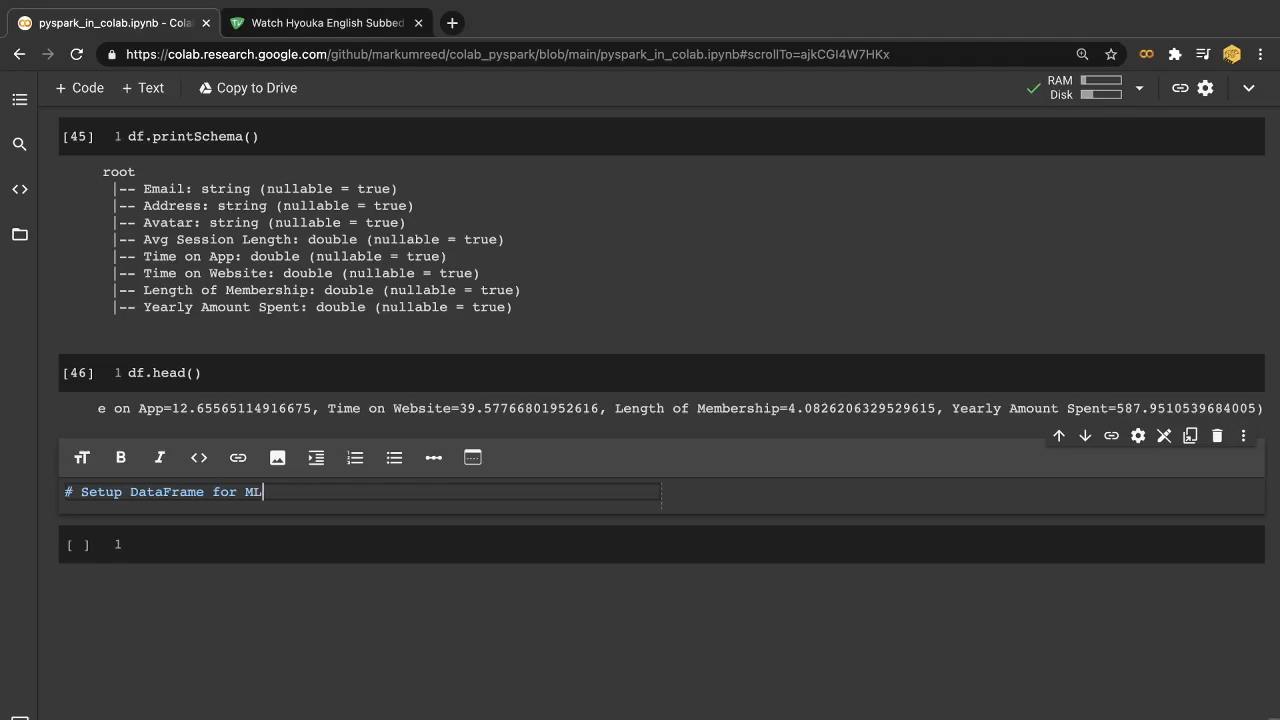 pyspark_in_colab.ipynb - Cola
Watch Hyouka English Subbed
https://colab.research.google.com/github/markumreed/colab_pyspark/blob/main/pyspark_in_colab.ipynb#scrollTo=ajkCGI4W7HKx
+ Code + Text Copy to Drive
RAM
Disk
[45] 1 df.printSchema()
root
|-- Email: string (nullable = true)
|-- Address: string (nullable = true)
|-- Avatar: string (nullable = true)
|-- Avg Session Length: double (nullable = true)
|-- Time on App: double (nullable = true)
|-- Time on Website: double (nullable = true)
|-- Length of Membership: double (nullable = true)
|-- Yearly Amount Spent: double (nullable = true)
[46] 1 df.head()
e on App=12.65565114916675, Time on Website=39.57766801952616, Length of Membership=4.0826206329529615, Yearly Amount Spent=587.9510539684005)
# Setup DataFrame for ML
[ ] 1